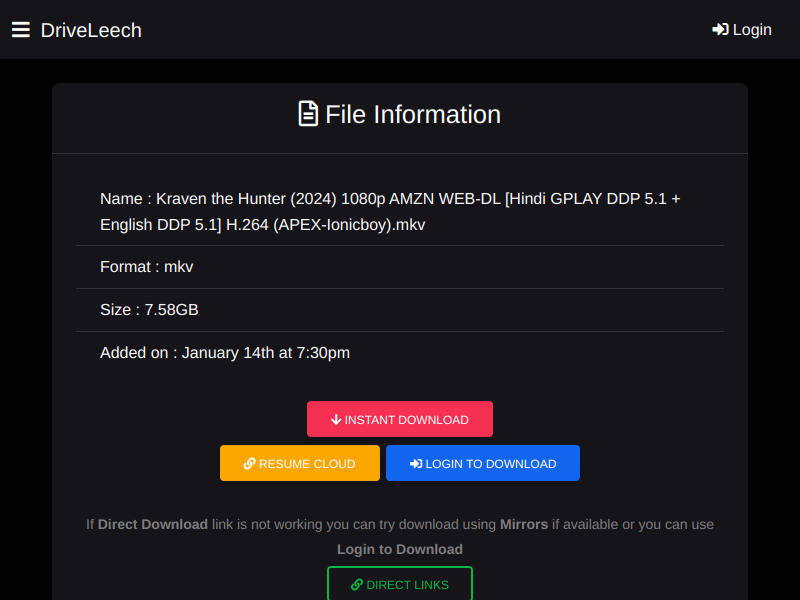 DriveLeech
Login
File Information
Name : Kraven the Hunter (2024) 1080p AMZN WEB-DL [Hindi GPLAY DDP 5.1 +
English DDP 5.1] H.264 (APEX-Ionicboy).mkv
Format : mkv
Size : 7.58GB
Added on : January 14th at 7:30pm
INSTANT DOWNLOAD
RESUME CLOUD
LOGIN TO DOWNLOAD
If Direct Download link is not working you can try download using Mirrors if available or you can use
Login to Download
DIRECT LINKS